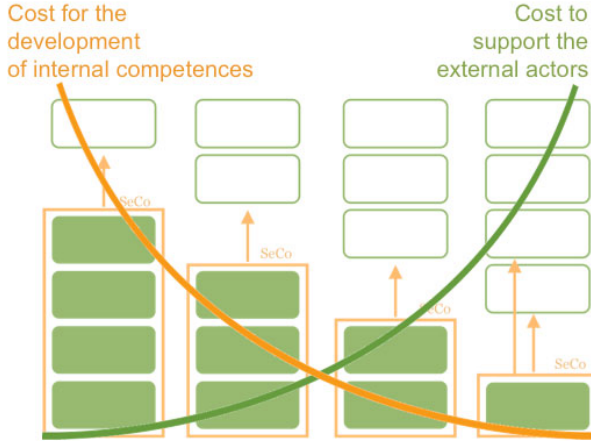 Cost for the
development
of internal competences
Cost to
support the
external actors
SeCo
SeCo
SeCo
SeCo